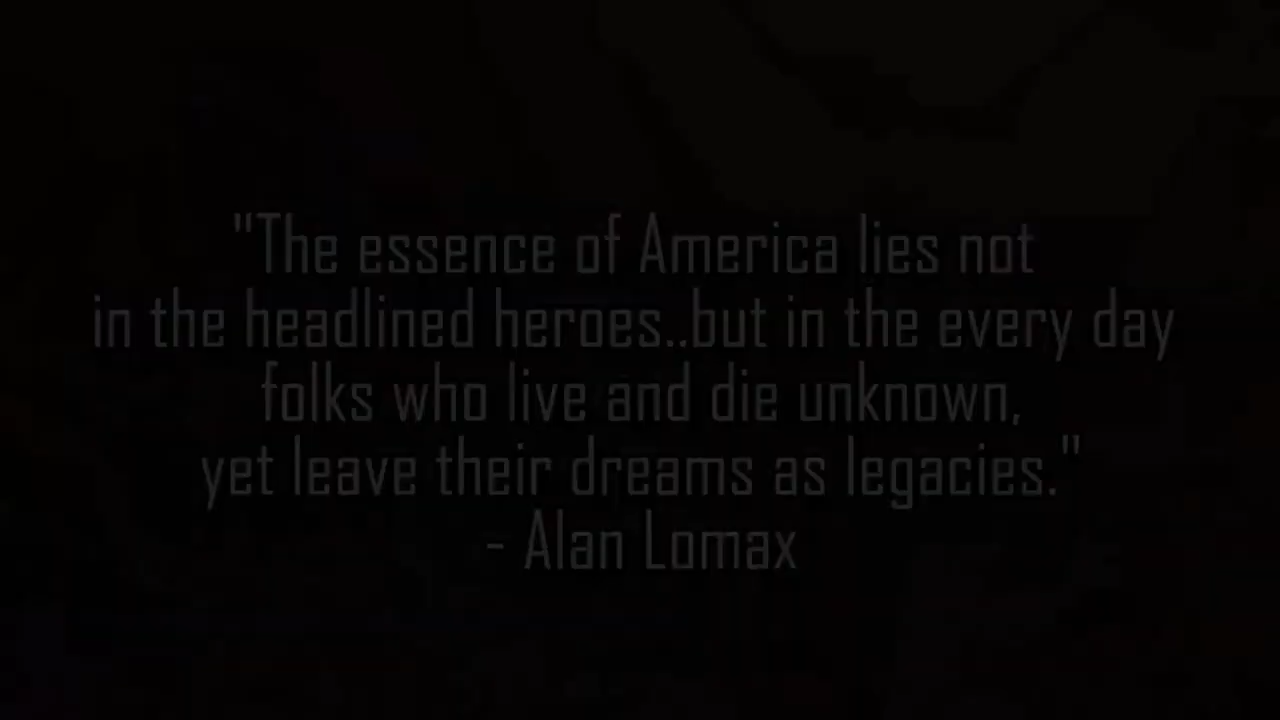 "The essence of America lies not
in the headlined heroes..but in the every day
folks who live and die unknown,
yet leave their dreams as legacies."
- Alan Lomax